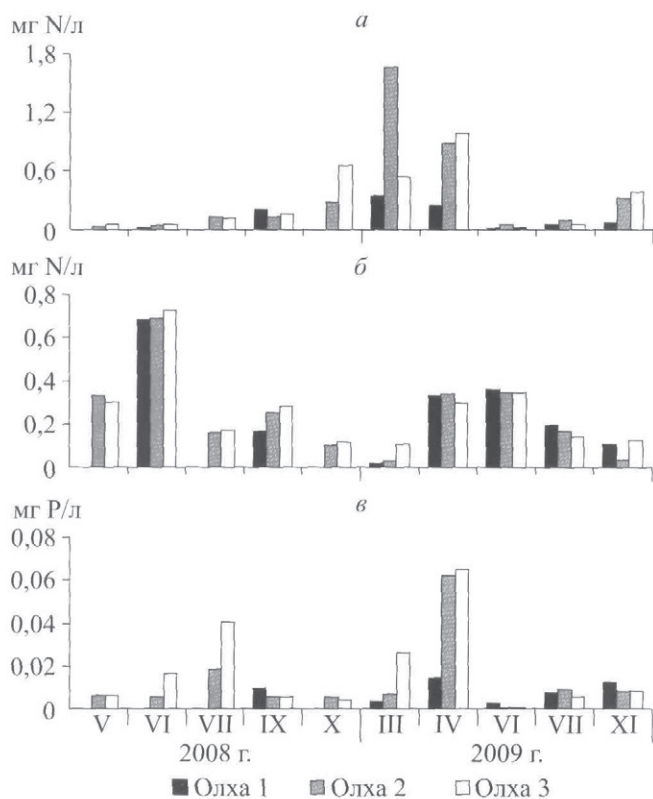 мг N/л
а
1,8
1,2
0,6
0
мг N/л
б
0,8
0,6
0,4
0,2
0
мг P/л
в
0,08
0,06
0,04
0,02
0
V VI VII IX X III IV VI VII XI
2008 г. 2009 г.
Олха 1 Олха 2 Олха 3